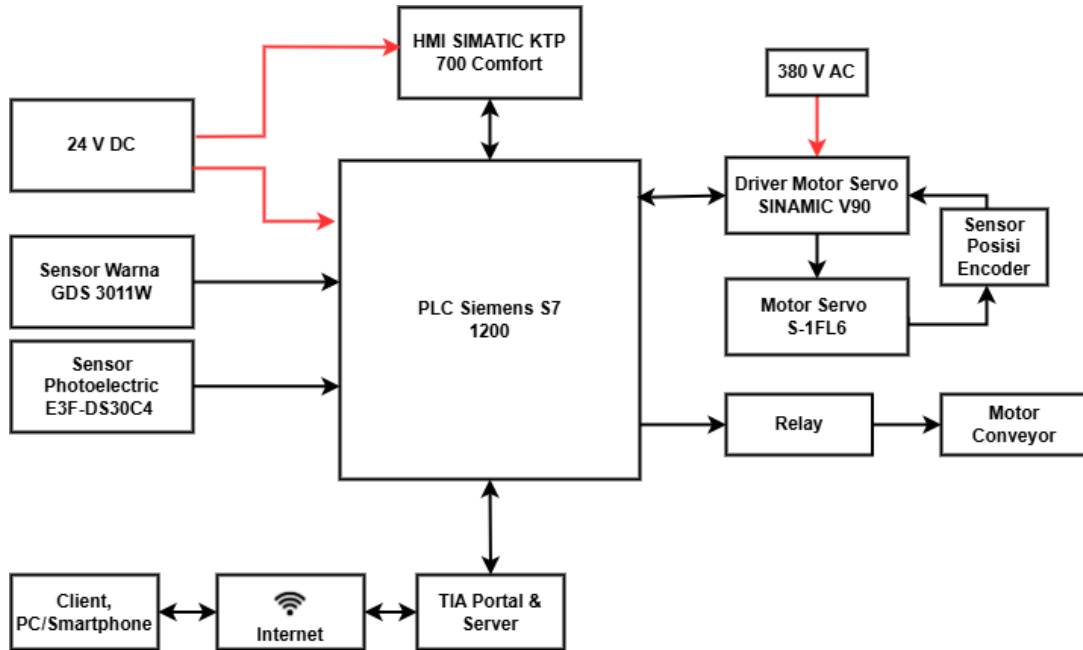 HMI SIMATIC KTP
700 Comfort
380 V AC
24 V DC
Driver Motor Servo
SINAMIC V90
Sensor
Posisi
Encoder
Sensor Warna
GDS 3011W
PLC Siemens S7
1200
Motor Servo
S-1FL6
Sensor
Photoelectric
E3F-DS30C4
Relay
Motor
Conveyor
Client,
PC/Smartphone
Internet
TIA Portal &
Server